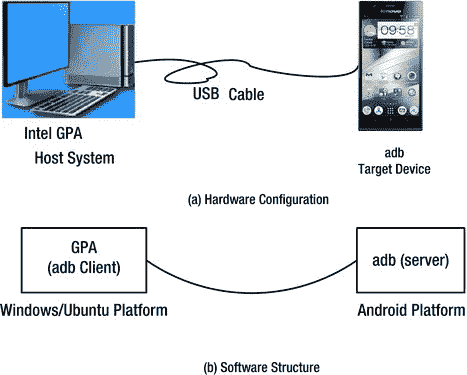 lenovo
09:58
USB Cable
Intel GPA
Host System
adb
Target Device
(a) Hardware Configuration
GPA
(adb Client)
adb (server)
Windows/Ubuntu Platform
Android Platform
(b) Software Structure